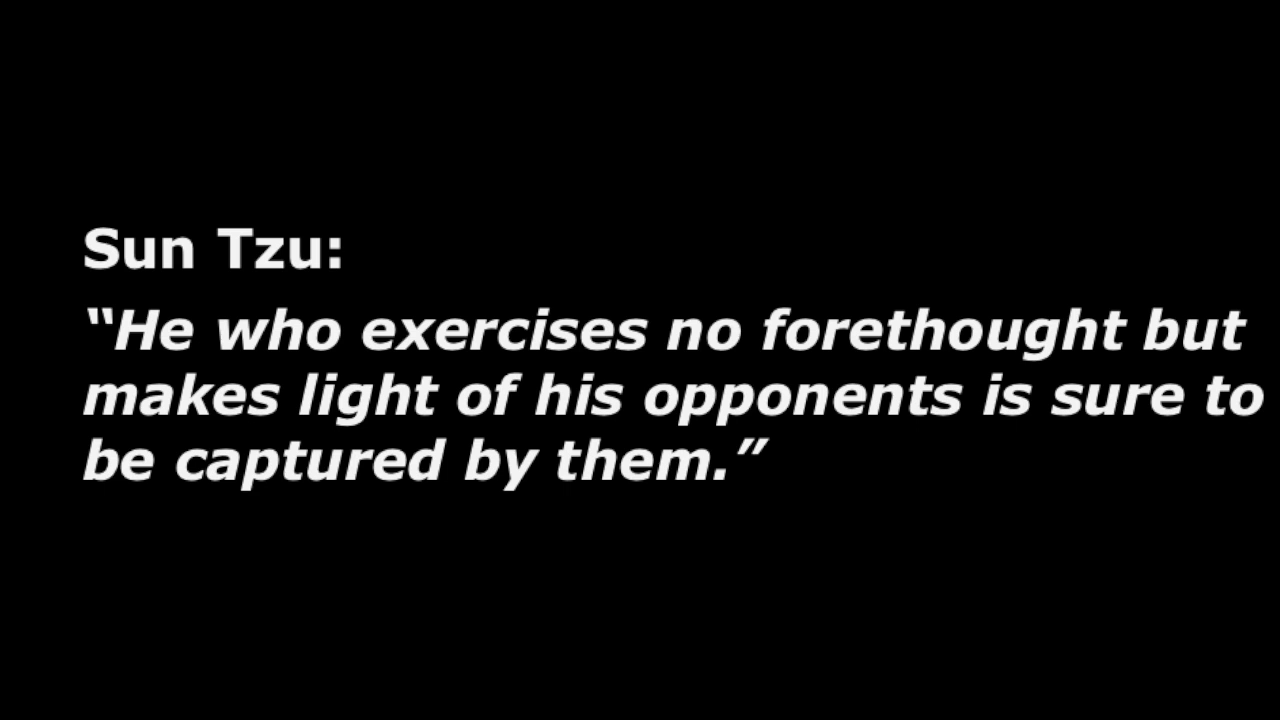 Sun Tzu:
“He who exercises no forethought but
makes light of his opponents is sure to
be captured by them.”